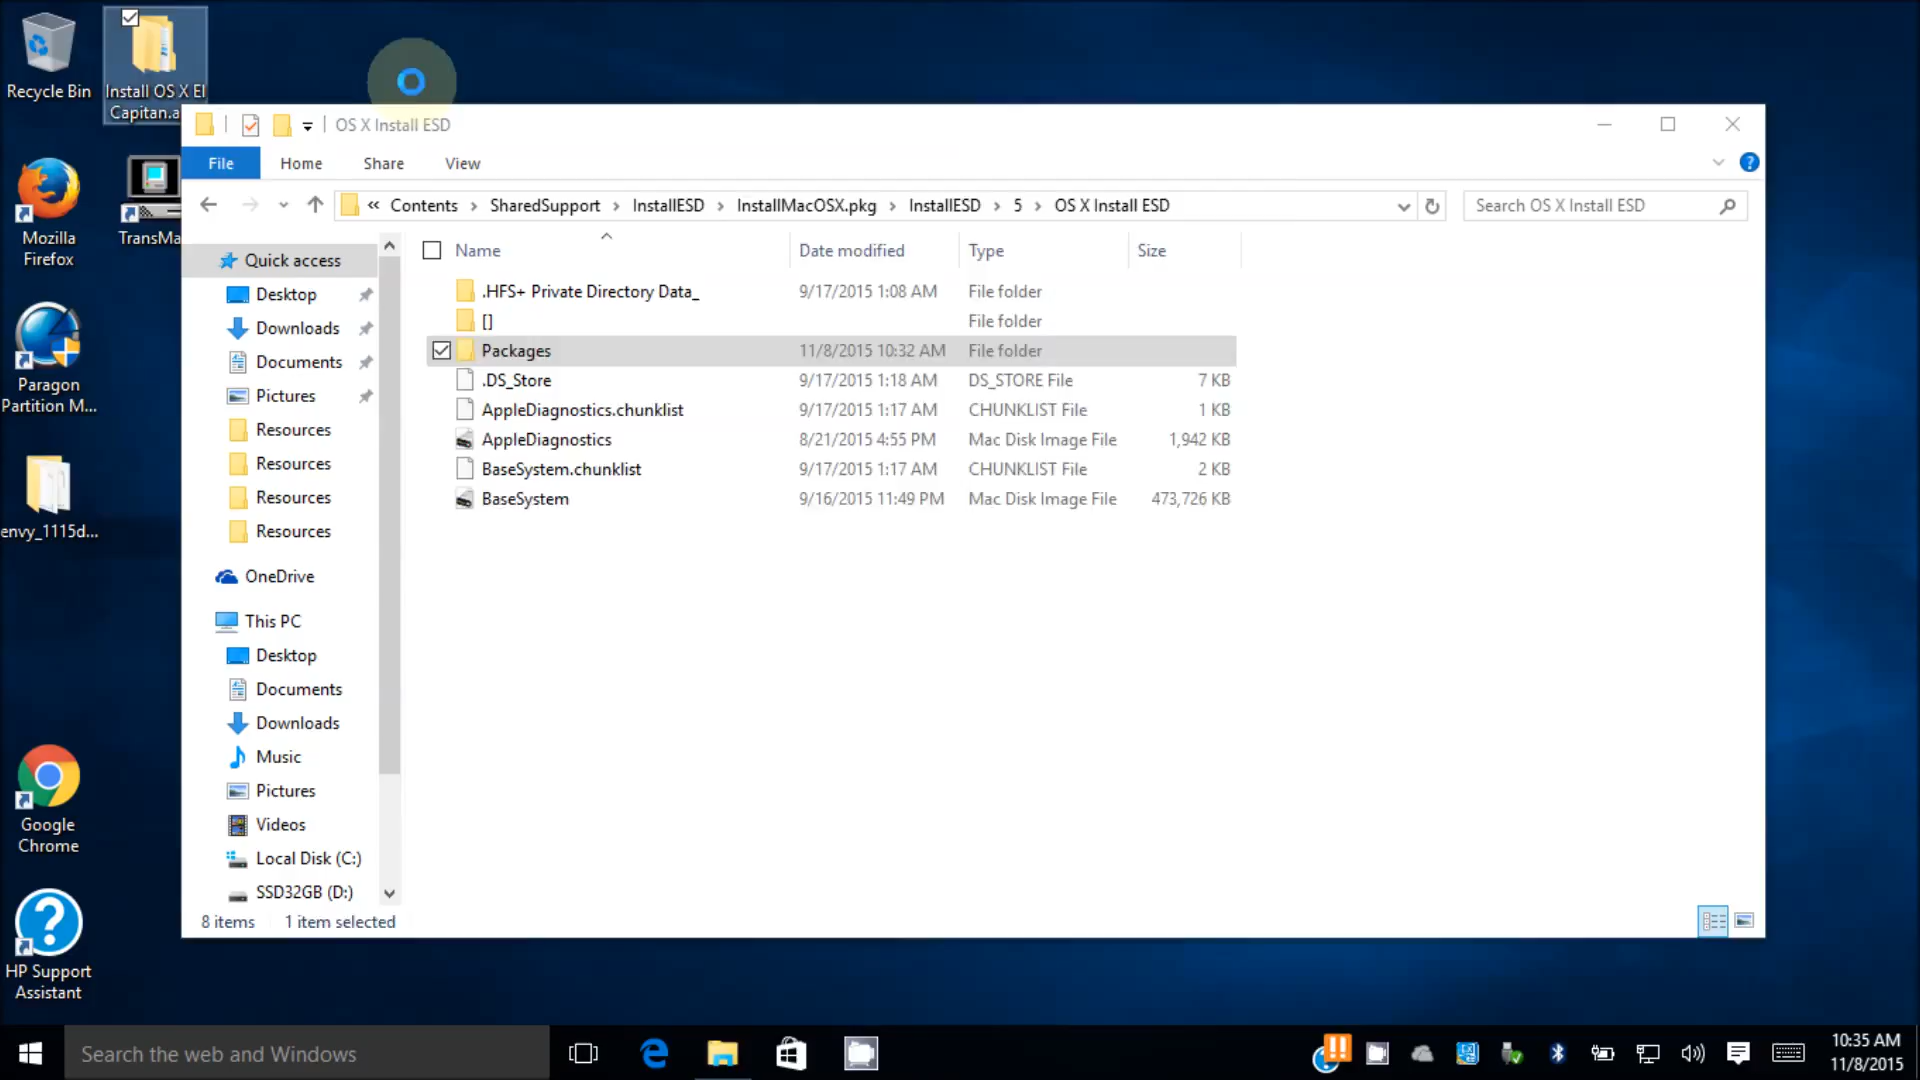 Recycle Bin
Install OS X El
Capitan.a
Mozilla
Firefox
TransMa
Paragon
Partition M...
envy_1115d...
Google
Chrome
HP Support
Assistant
OS X Install ESD
File
Home
Share
View
« Contents > SharedSupport > InstallESD > InstallMacOSX.pkg > InstallESD > 5 > OS X Install ESD
Search OS X Install ESD
Quick access
Desktop
Downloads
Documents
Pictures
Resources
Resources
Resources
Resources
OneDrive
This PC
Desktop
Documents
Downloads
Music
Pictures
Videos
Local Disk (C:)
SSD32GB (D:)
Name Date modified Type Size
.HFS+ Private Directory Data_ 9/17/2015 1:08 AM File folder
[] File folder
Packages 11/8/2015 10:32 AM File folder
.DS_Store 9/17/2015 1:18 AM DS_STORE File 7 KB
AppleDiagnostics.chunklist 9/17/2015 1:17 AM CHUNKLIST File 1 KB
AppleDiagnostics 8/21/2015 4:55 PM Mac Disk Image File 1,942 KB
BaseSystem.chunklist 9/17/2015 1:17 AM CHUNKLIST File 2 KB
BaseSystem 9/16/2015 11:49 PM Mac Disk Image File 473,726 KB
8 items 1 item selected
Search the web and Windows
10:35 AM
11/8/2015